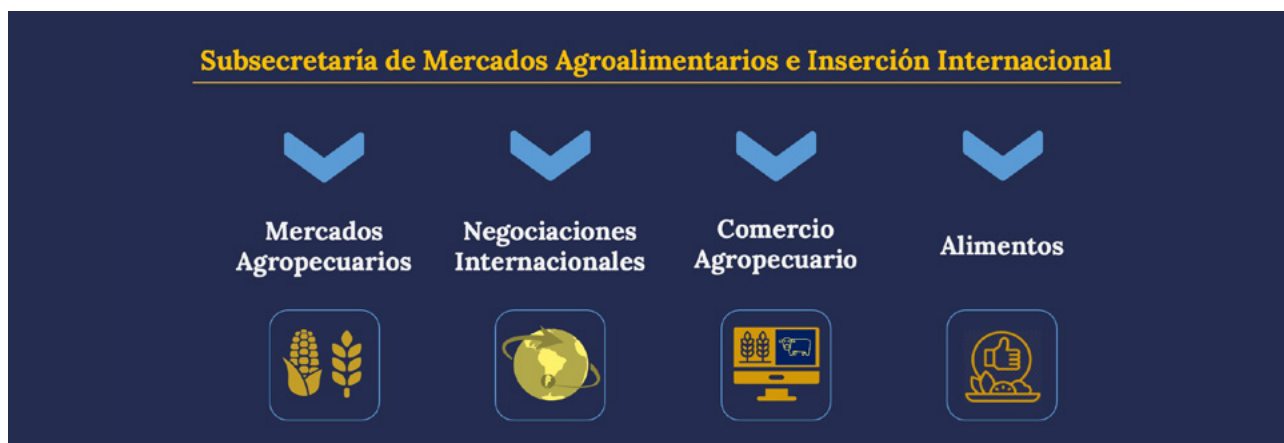 Subsecretaría de Mercados Agroalimentarios e Inserción Internacional
Mercados
Agropecuarios
Negociaciones
Internacionales
Comercio
Agropecuario
Alimentos